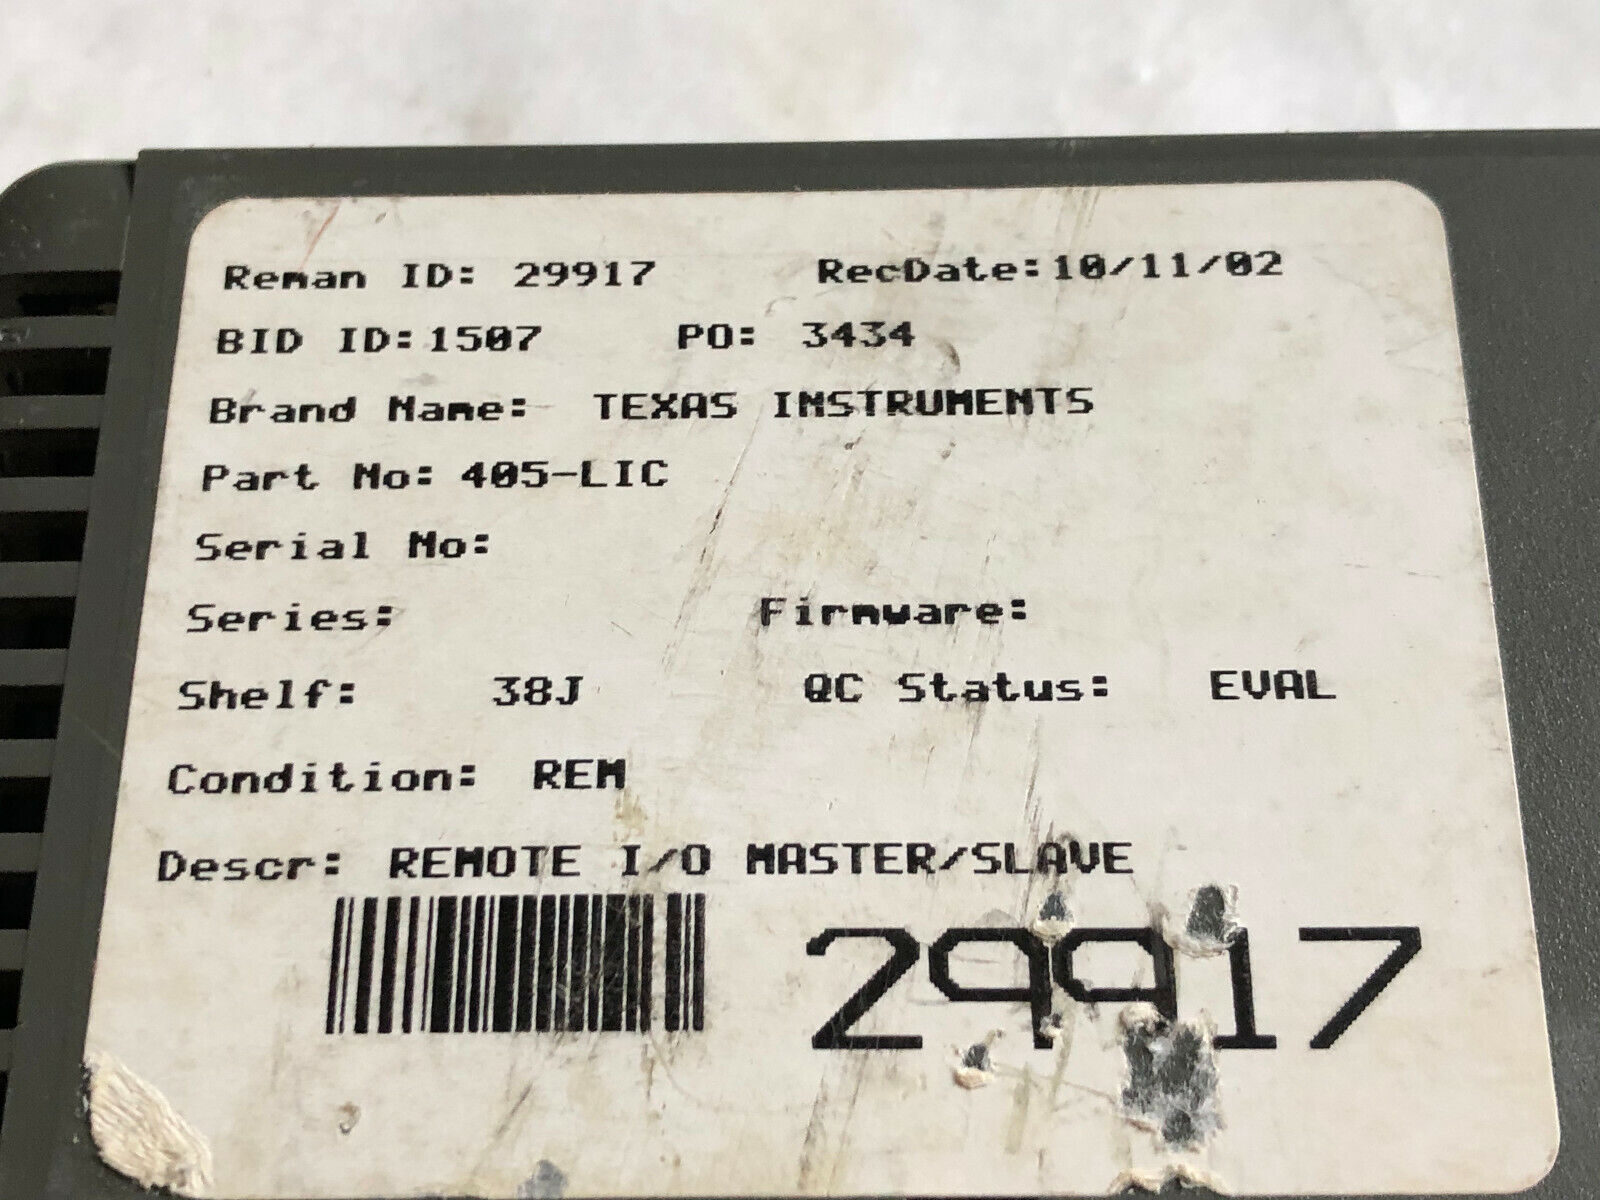 Reman ID: 29917 RecDate:10/11/02
BID ID:1507 PO: 3434
Brand Name: TEXAS INSTRUMENTS
Part No: 405-LIC
Serial No:
Series: Firmware:
Shelf: 38J QC Status: EVAL
Condition: REM
Descr: REMOTE I/O MASTER/SLAVE
29917